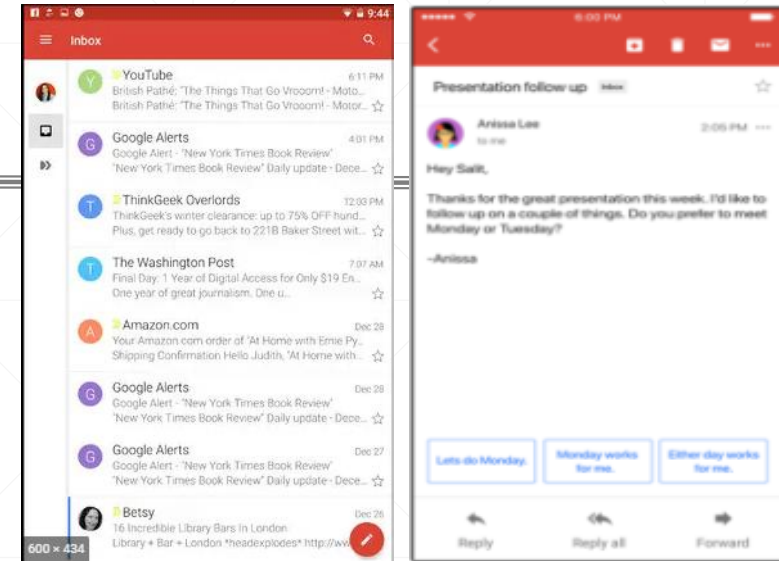 9:44
Inbox
Y
YouTube
6:11 PM
British Pathé: "The Things That Go Vrooom! - Moto...
British Pathé: "The Things That Go Vrooom! - Motor...
G
Google Alerts
4:01 PM
Google Alert - "New York Times Book Review"
"New York Times Book Review" Daily update - Dece...
T
ThinkGeek Overlords
12:03 PM
ThinkGeek's winter clearance: up to 75% OFF hund...
Plus, get ready to go back to 221B Baker Street wit...
T
The Washington Post
7:07 AM
Final Day: 1 Year of Digital Access for Only $19 En...
One year of great journalism. One u...
A
Amazon.com
Dec 28
Your Amazon.com order of "At Home with Ernie Py...
Shipping Confirmation Hello Judith, "At Home with...
G
Google Alerts
Dec 28
Google Alert - "New York Times Book Review"
"New York Times Book Review" Daily update - Dece...
G
Google Alerts
Dec 27
Google Alert - "New York Times Book Review"
"New York Times Book Review" Daily update - Dece...
Betsy
Dec 26
16 Incredible Library Bars In London
Library + Bar + London *headexplodes* http://ww
600 × 434
6:00 PM
Presentation follow up Inbox
Anissa Lee
2:05 PM
to me
Hey Salit,
Thanks for the great presentation this week. I'd like to
follow up on a couple of things. Do you prefer to meet
Monday or Tuesday?
-Anissa
Lets do Monday.
Monday works
for me.
Either day works
for me.
Reply
Reply all
Forward